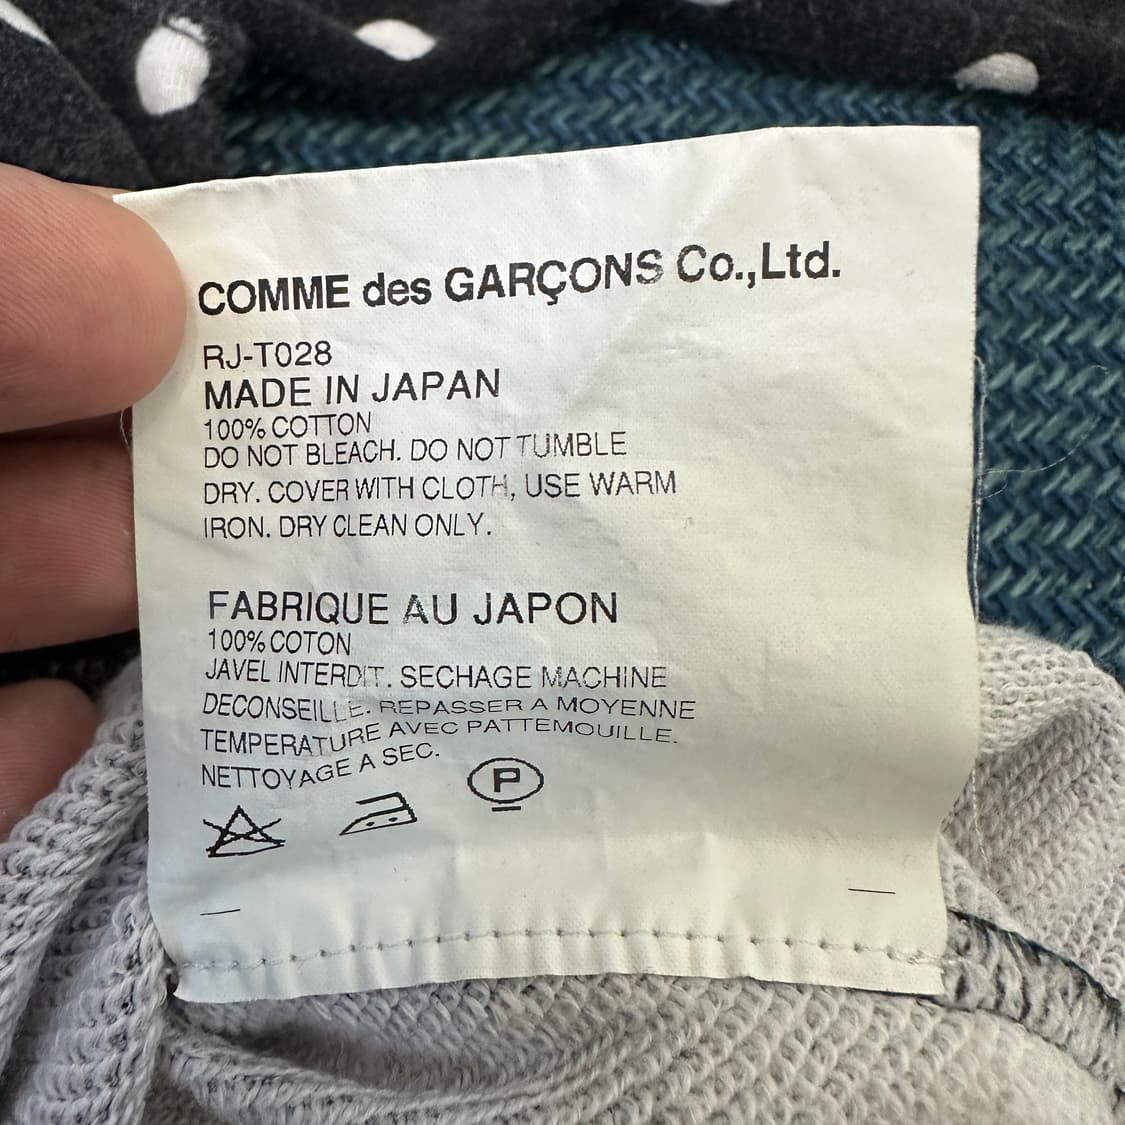 COMME des GARÇONS Co.,Ltd.
RJ-T028
MADE IN JAPAN
100% COTTON
DO NOT BLEACH. DO NOT TUMBLE
DRY. COVER WITH CLOTH, USE WARM
IRON. DRY CLEAN ONLY.
FABRIQUE AU JAPON
100% COTON
JAVEL INTERDIT. SECHAGE MACHINE
DECONSEILLE. REPASSER A MOYENNE
TEMPERATURE AVEC PATTEMOUILLE.
NETTOYAGE A SEC.
P